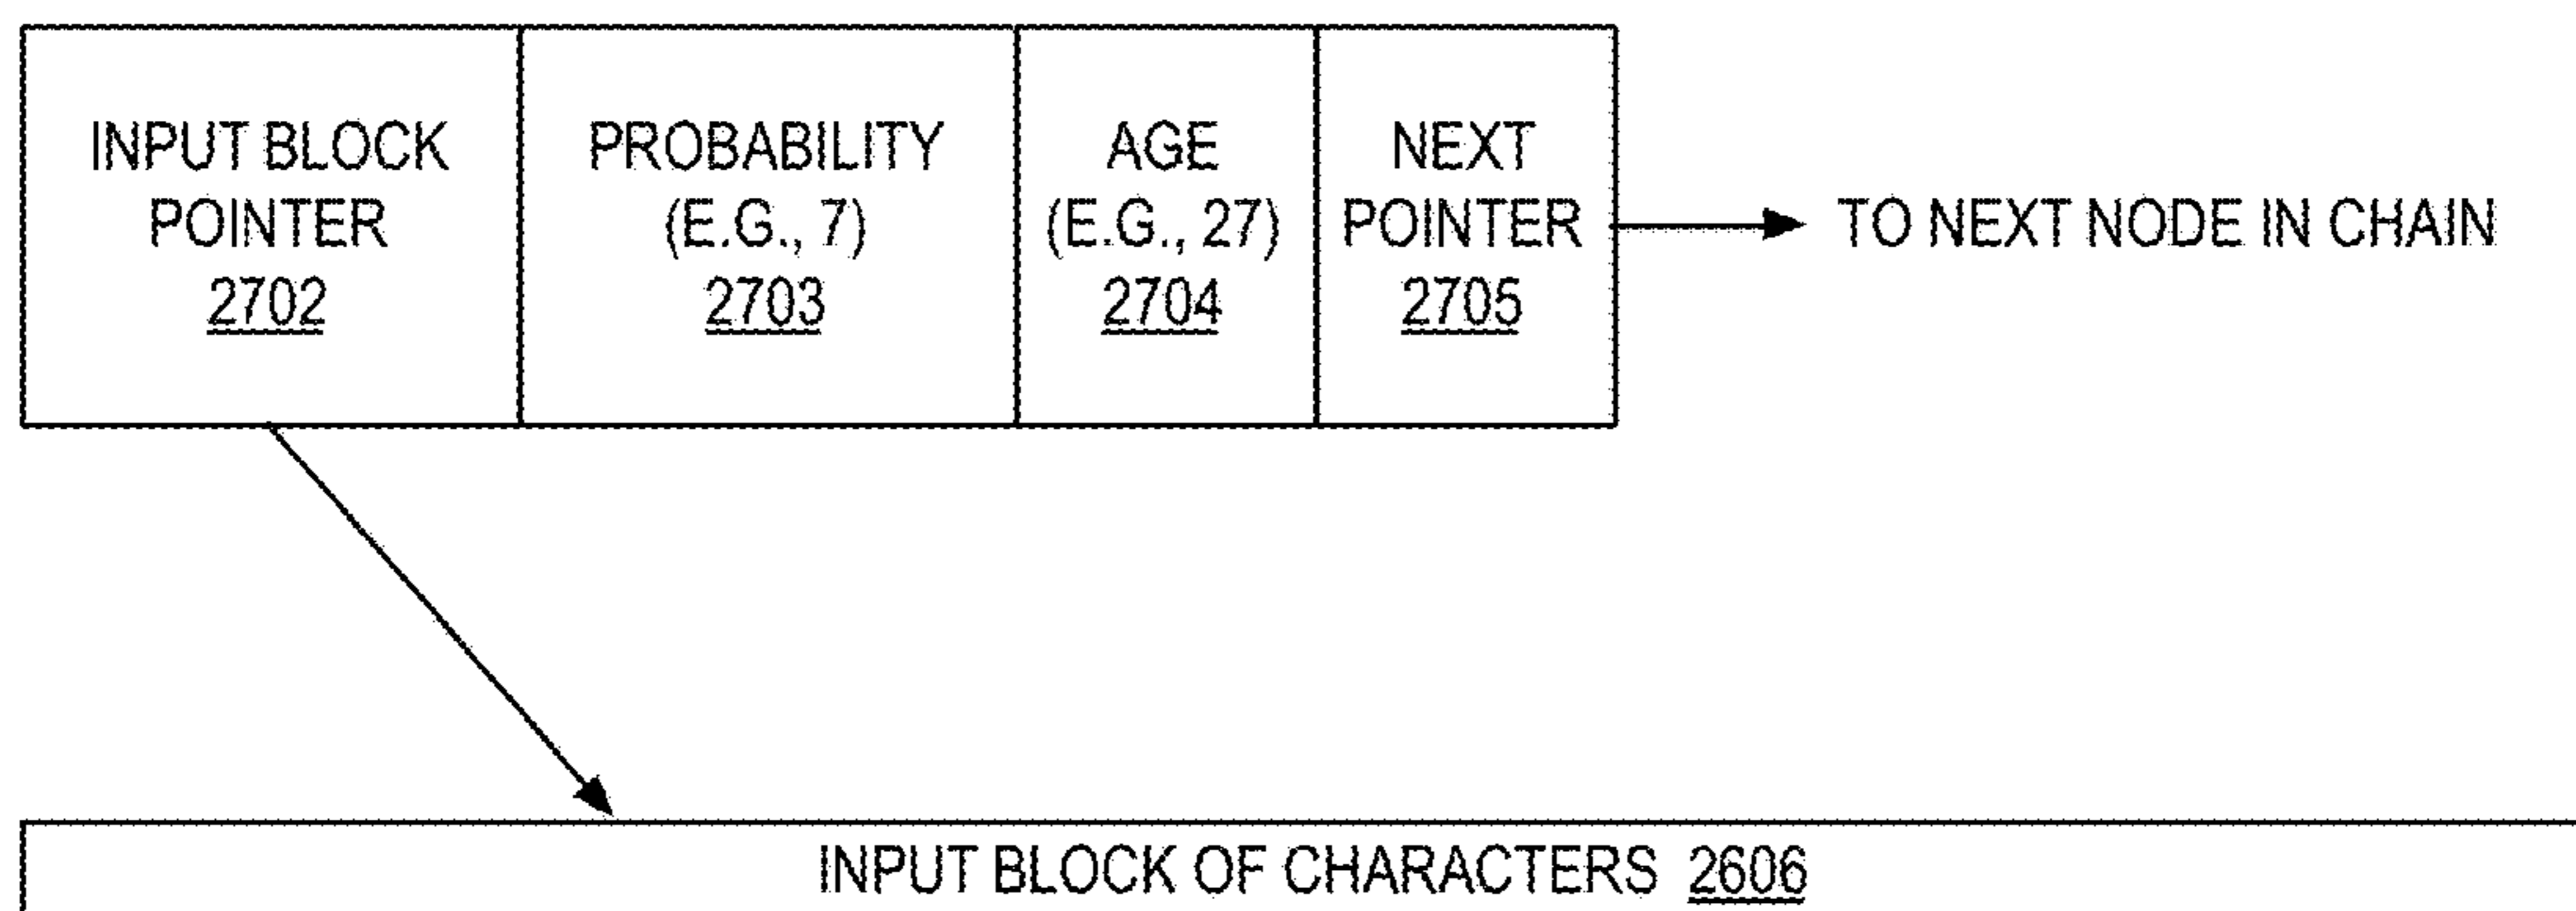 INPUT BLOCK
POINTER
2702
PROBABILITY
(E.G., 7)
2703
AGE
(E.G., 27)
2704
NEXT
POINTER
2705
TO NEXT NODE IN CHAIN
INPUT BLOCK OF CHARACTERS 2606